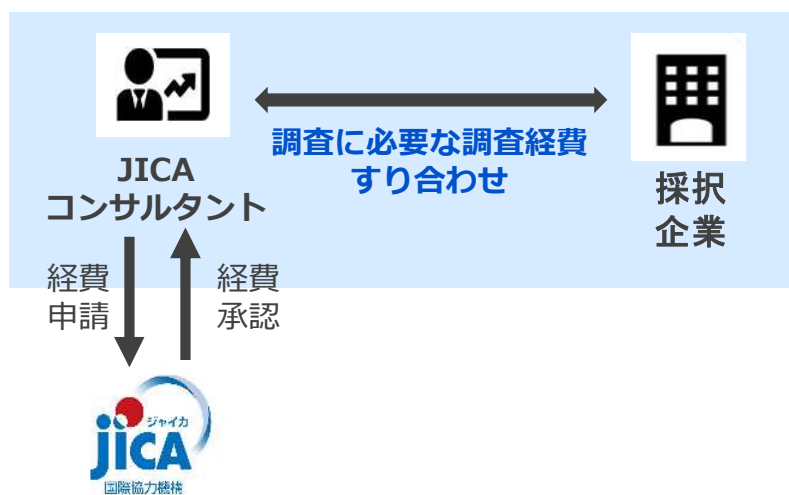 調査に必要な調査経費
すり合わせ
JICA
コンサルタント
採択
企業
経費
申請
経費
承認
ジャイカ
JICA
国際協力機構